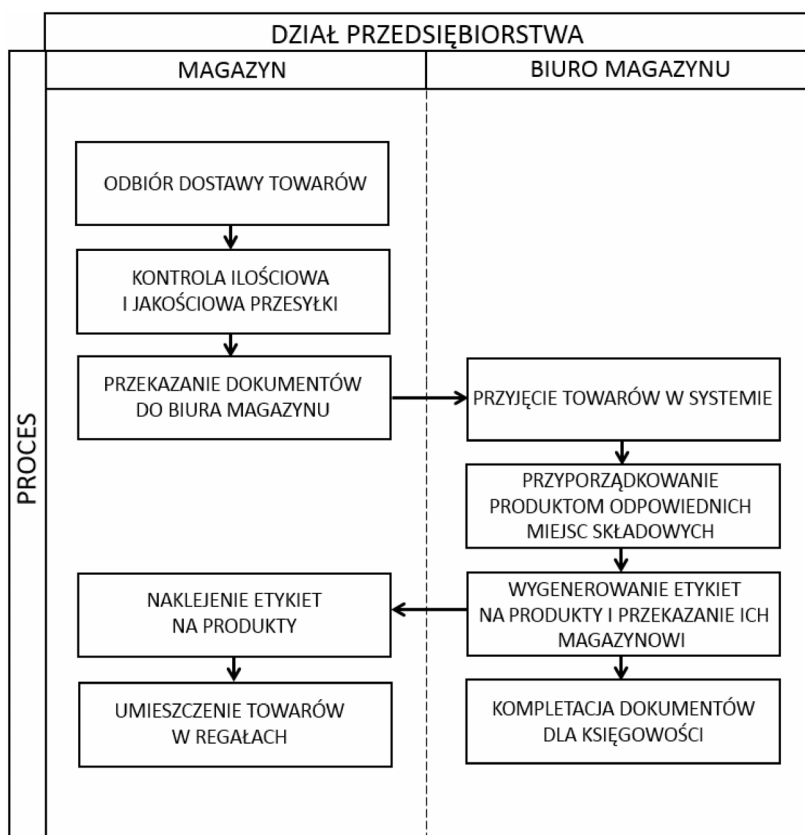 DZIAŁ PRZEDSIĘBIORSTWA
MAGAZYN
BIURO MAGAZYNU
PROCES
ODBIÓR DOSTAWY TOWARÓW
KONTROLA ILOŚCIOWA
I JAKOŚCIOWA PRZESYŁKI
PRZEKAZANIE DOKUMENTÓW
DO BIURA MAGAZYNU
PRZYJĘCIE TOWARÓW W SYSTEMIE
PRZYPORZĄDKOWANIE
PRODUKTOM ODPOWIEDNICH
MIEJSC SKŁADOWYCH
WYGENEROWANIE ETYKIET
NA PRODUKTY I PRZEKAZANIE ICH
MAGAZYNOWI
NAKLEJENIE ETYKIET
NA PRODUKTY
UMIESZCZENIE TOWARÓW
W REGAŁACH
KOMPLETACJA DOKUMENTÓW
DLA KSIĘGOWOŚCI